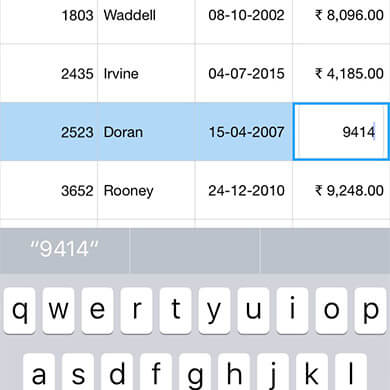 1803 Waddell 08-10-2002 ₹ 8,096.00
2435 Irvine 04-07-2015 ₹ 4,185.00
2523 Doran 15-04-2007 9414
3652 Rooney 24-12-2010 ₹ 9,248.00
“9414“
q w e r t y u i o p
a s d f g h j k l